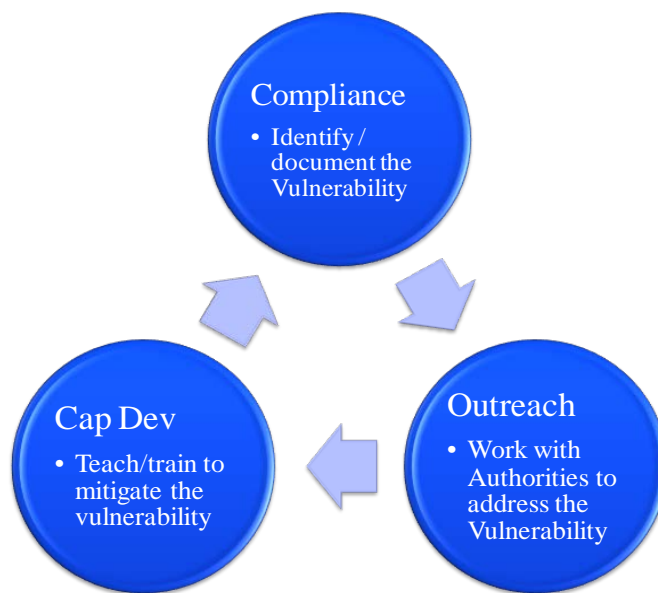 Compliance
• Identify /
document the
Vulnerability
Cap Dev
• Teach/train to
mitigate the
vulnerability
Outreach
• Work with
Authorities to
address the
Vulnerability